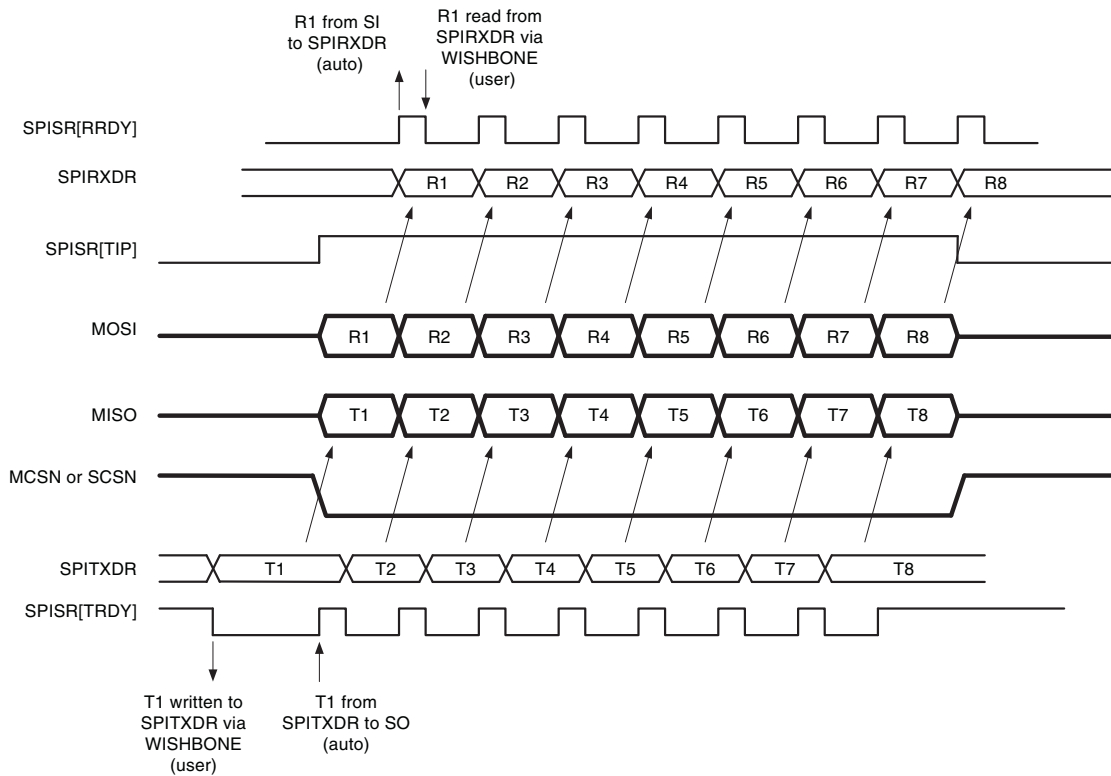 R1 from SI
to SPIRXDR
(auto)
R1 read from
SPIRXDR via
WISHBONE
(user)
SPISR[RRDY]
SPIRXDR R1 R2 R3 R4 R5 R6 R7 R8
SPISR[TIP]
MOSI R1 R2 R3 R4 R5 R6 R7 R8
MISO T1 T2 T3 T4 T5 T6 T7 T8
MCSN or SCSN
SPITXDR T1 T2 T3 T4 T5 T6 T7 T8
SPISR[TRDY]
T1 written to
SPITXDR via
WISHBONE
(user)
T1 from
SPITXDR to SO
(auto)